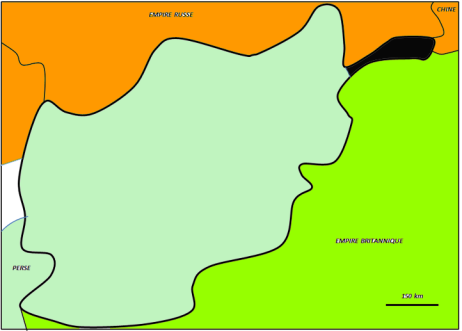 EMPIRE RUSSE
CHINE
EMPIRE BRITANNIQUE
PERSE
150 km